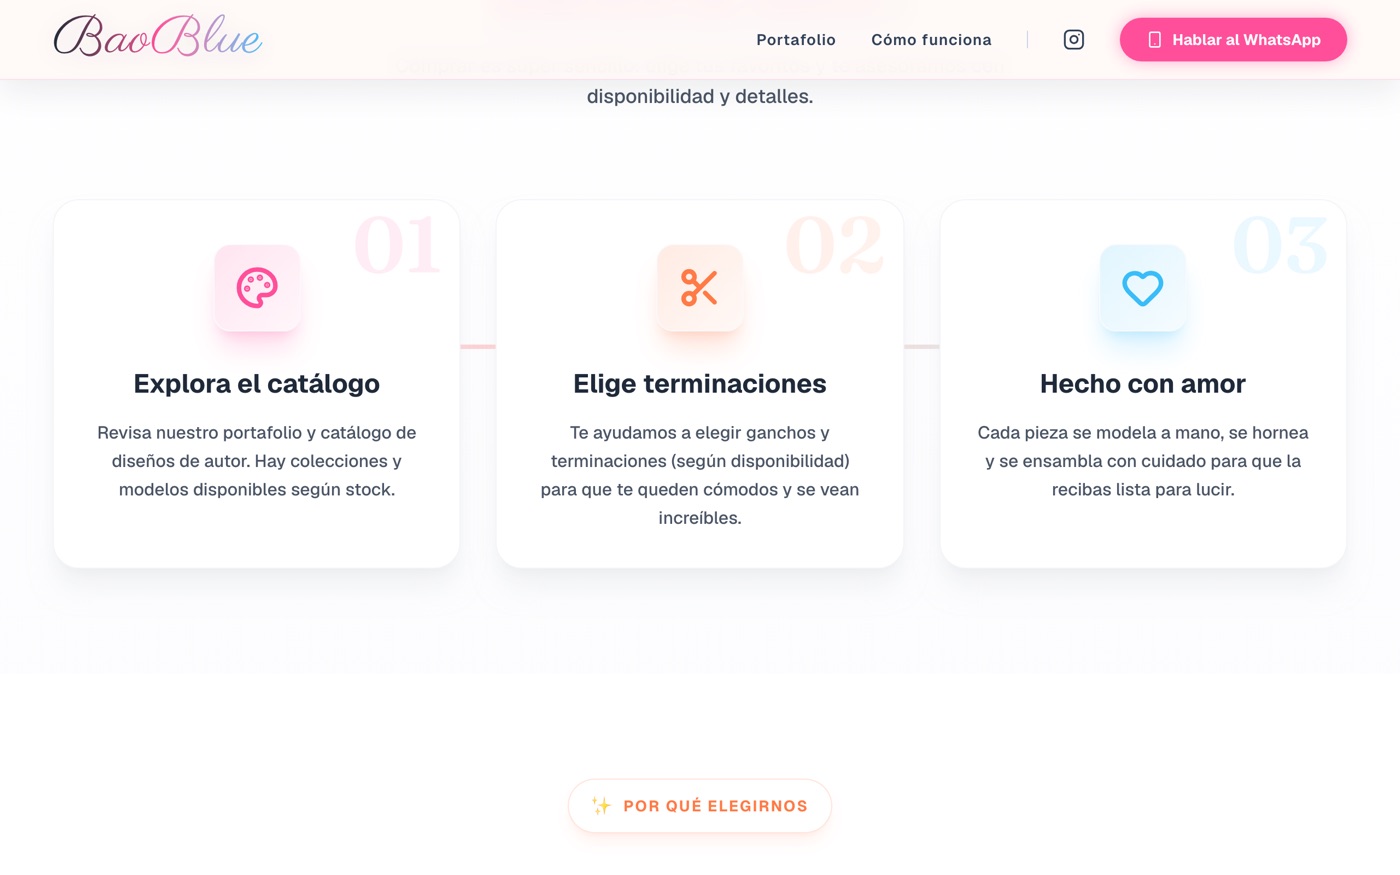 BaoBlue
Portafolio
Cómo funciona
Hablar al WhatsApp
disponibilidad y detalles.
01
Explora el catálogo
Revisa nuestro portafolio y catálogo de
diseños de autor. Hay colecciones y
modelos disponibles según stock.
02
Elige terminaciones
Te ayudamos a elegir ganchos y
terminaciones (según disponibilidad)
para que te queden cómodos y se vean
increíbles.
03
Hecho con amor
Cada pieza se modela a mano, se hornea
y se ensambla con cuidado para que la
recibas lista para lucir.
✨ POR QUÉ ELEGIRNOS